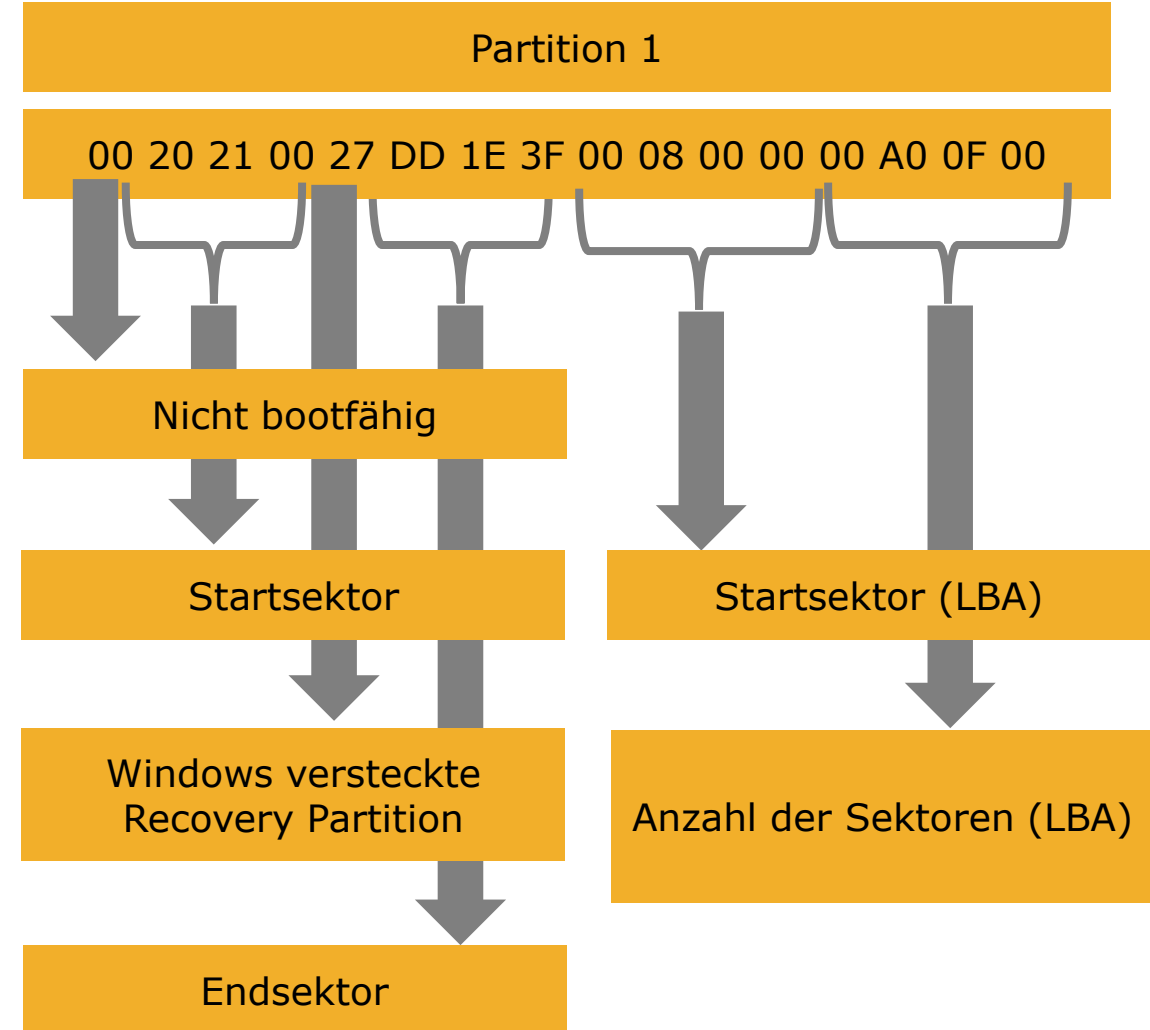 Partition 1
00 20 21 00 27 DD 1E 3F 00 08 00 00 00 A0 0F 00
Nicht bootfähig
Startsektor
Startsektor (LBA)
Windows versteckte
Recovery Partition
Anzahl der Sektoren (LBA)
Endsektor